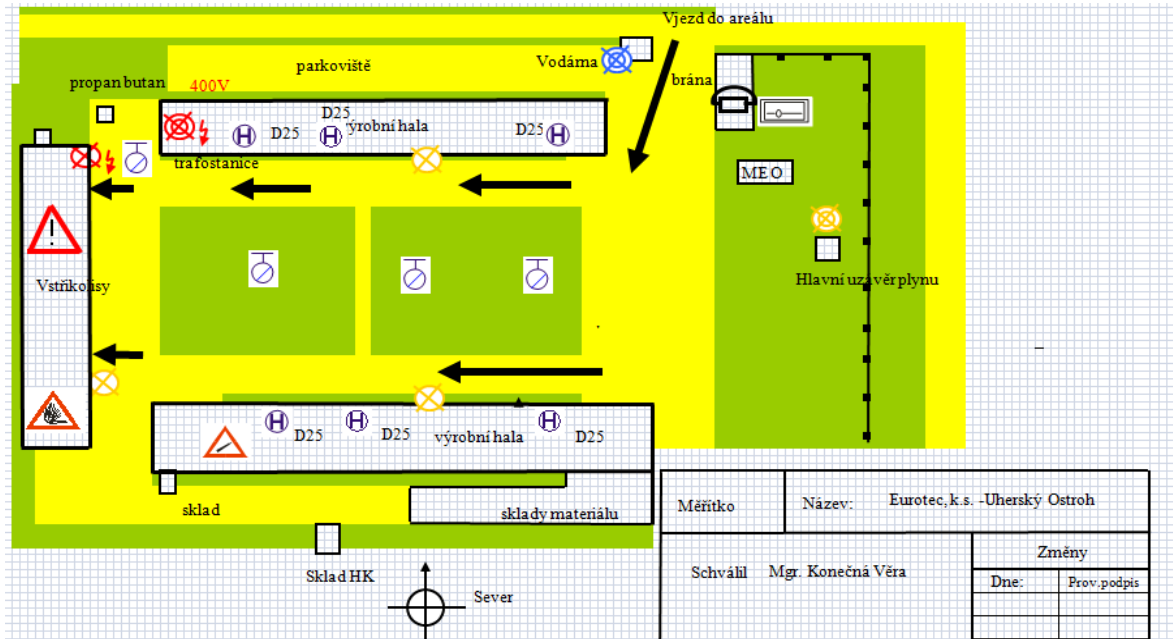 Vjezd do areálu
Vodárna
parkoviště
brána
propan butan
400V
D25
D25
výrobní hala
D25
trafostanice
MEO
Vstřikolisy
Hlavní uzávěr plynu
D25
D25
výrobní hala
D25
sklad
sklady materiálu
Sklad HK
Sever
Měřítko
Název: Eurotec,k.s. -Uherský Ostroh
Schválil Mgr. Konečná Věra
Změny
Dne: Prov.podpis